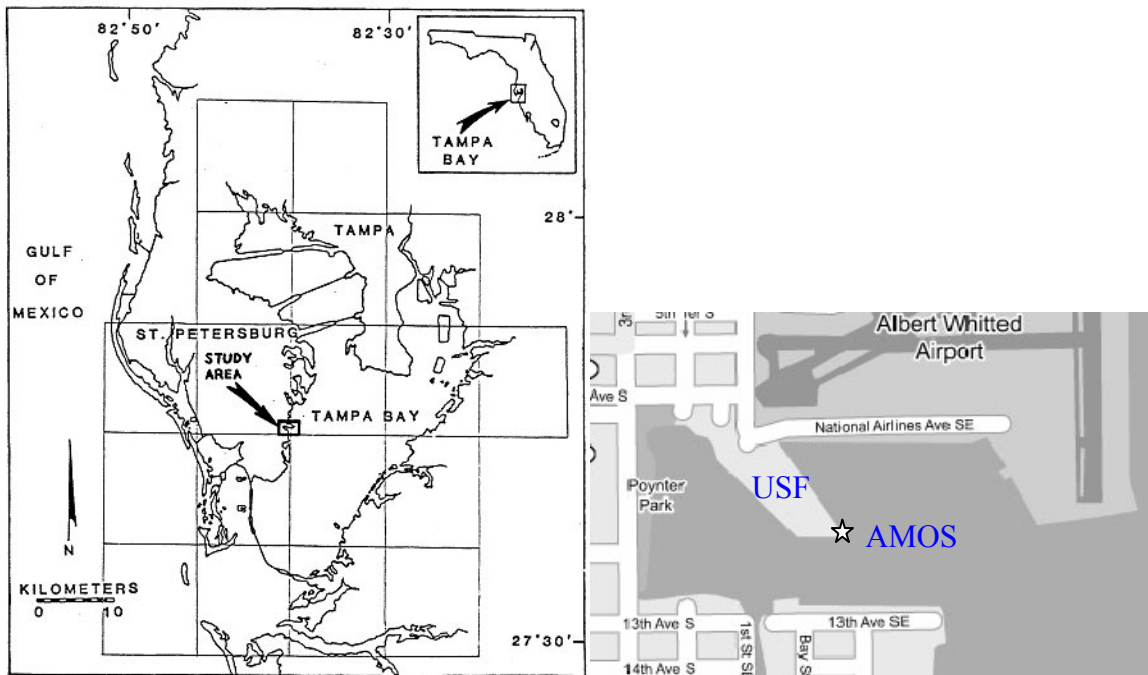 82°50'
82°30'
TAMPA
BAY
28°
GULF
OF
MEXICO
TAMPA
ST. PETERSBURG
STUDY
AREA
TAMPA BAY
N
KILOMETERS
0 10
27°30'
Albert Whitted
Airport
Ave S
National Airlines Ave SE
Poynter
Park
USF
AMOS
13th Ave S
13th Ave SE
14th Ave S
1st St
Bay S